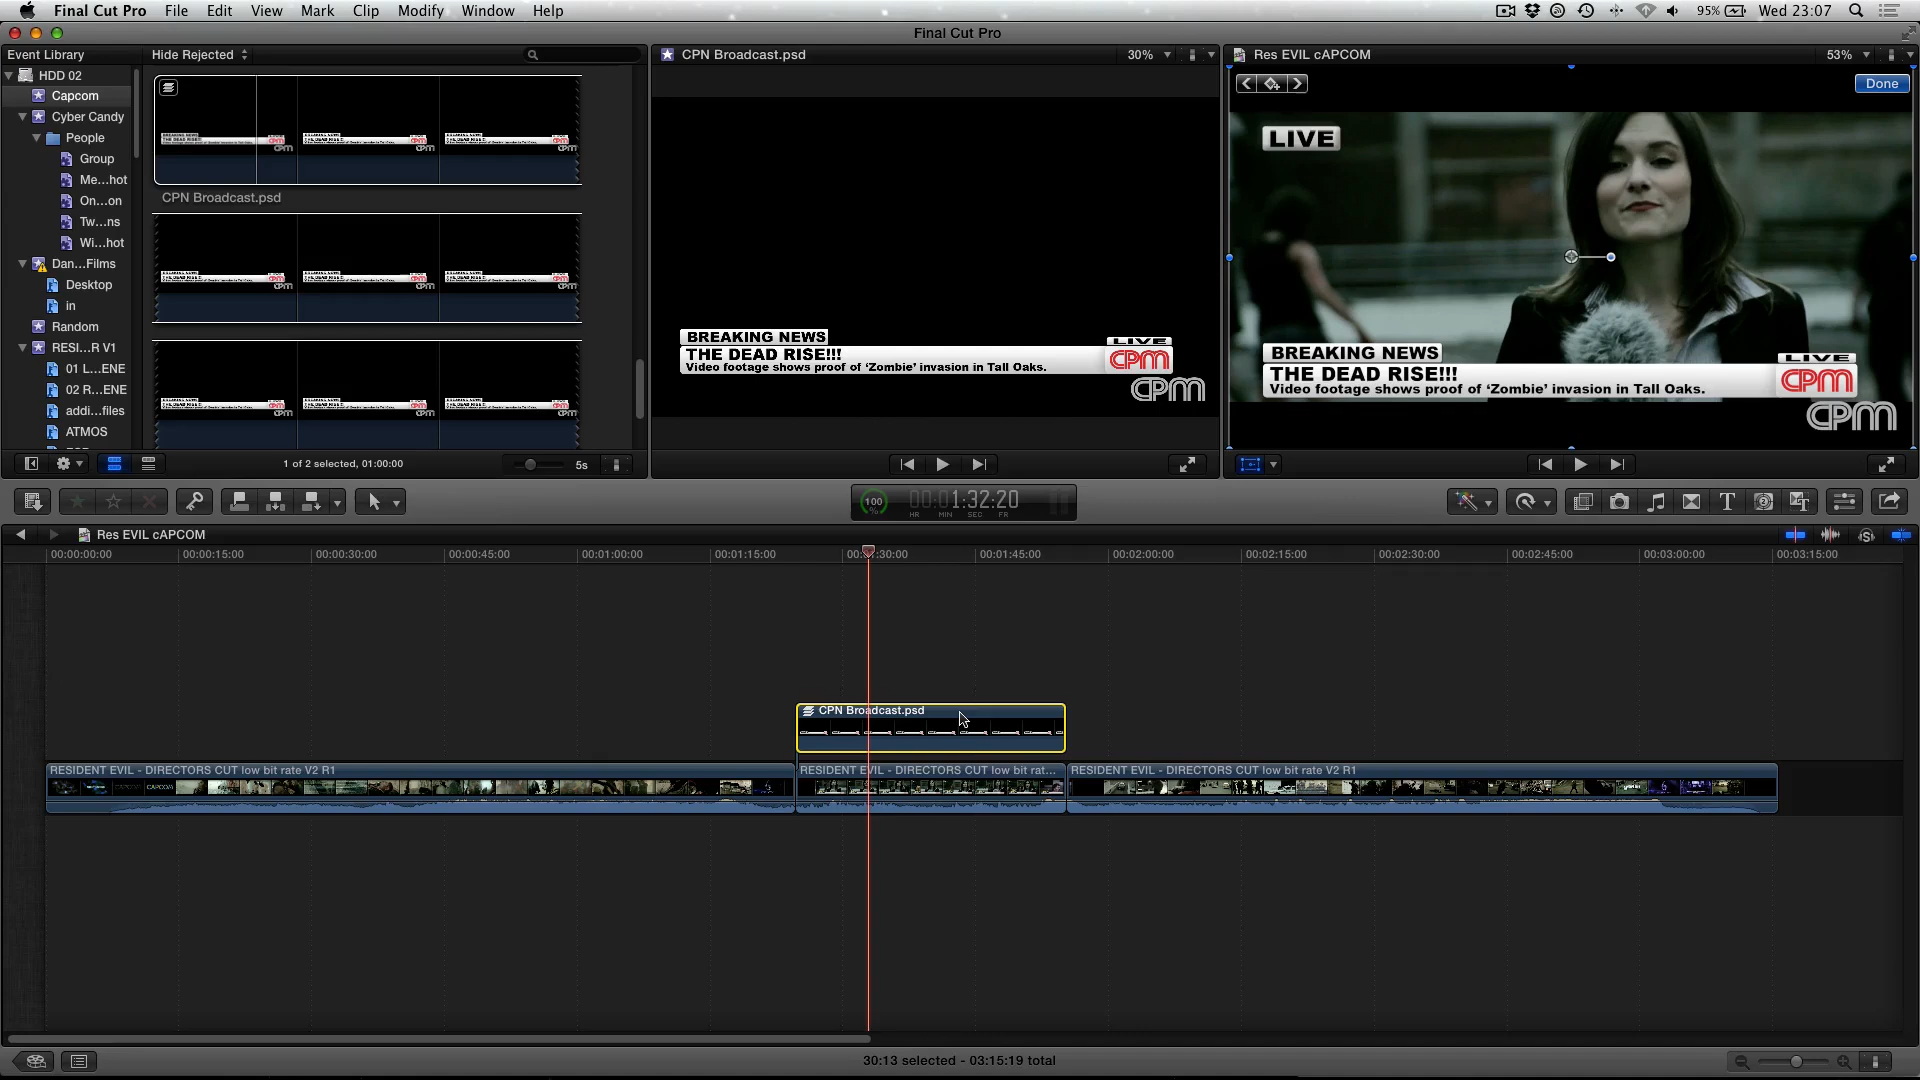 Final Cut Pro File Edit View Mark Clip Modify Window Help
95% Wed 23:07
Final Cut Pro
Event Library
Hide Rejected
CPN Broadcast.psd
30%
Res EVIL cAPCOM
53%
HDD 02
Capcom
Cyber Candy
People
Group
Me...hot
On...on
Tw...ns
Wi...hot
Dan...Films
Desktop
in
Random
RESI...R V1
01 L...ENE
02 R...ENE
addi...files
ATMOS
CPN Broadcast.psd
BREAKING NEWS
THE DEAD RISE!!!
Video footage shows proof of ‘Zombie’ invasion in Tall Oaks.
LIVE
CPM
CPM
Done
LIVE
BREAKING NEWS
THE DEAD RISE!!!
Video footage shows proof of ‘Zombie’ invasion in Tall Oaks.
LIVE
CPM
CPM
1 of 2 selected, 01:00:00
5s
100
%
00:00:1:32:20
HR MIN SEC FR
Res EVIL cAPCOM
00:00:00:00 00:00:15:00 00:00:30:00 00:00:45:00 00:01:00:00 00:01:15:00 00:01:45:00 00:02:00:00 00:02:15:00 00:02:30:00 00:02:45:00 00:03:00:00 00:03:15:00
CPN Broadcast.psd
RESIDENT EVIL - DIRECTORS CUT low bit rate V2 R1
RESIDENT EVIL - DIRECTORS CUT low bit rat...
RESIDENT EVIL - DIRECTORS CUT low bit rate V2 R1
30:13 selected - 03:15:19 total